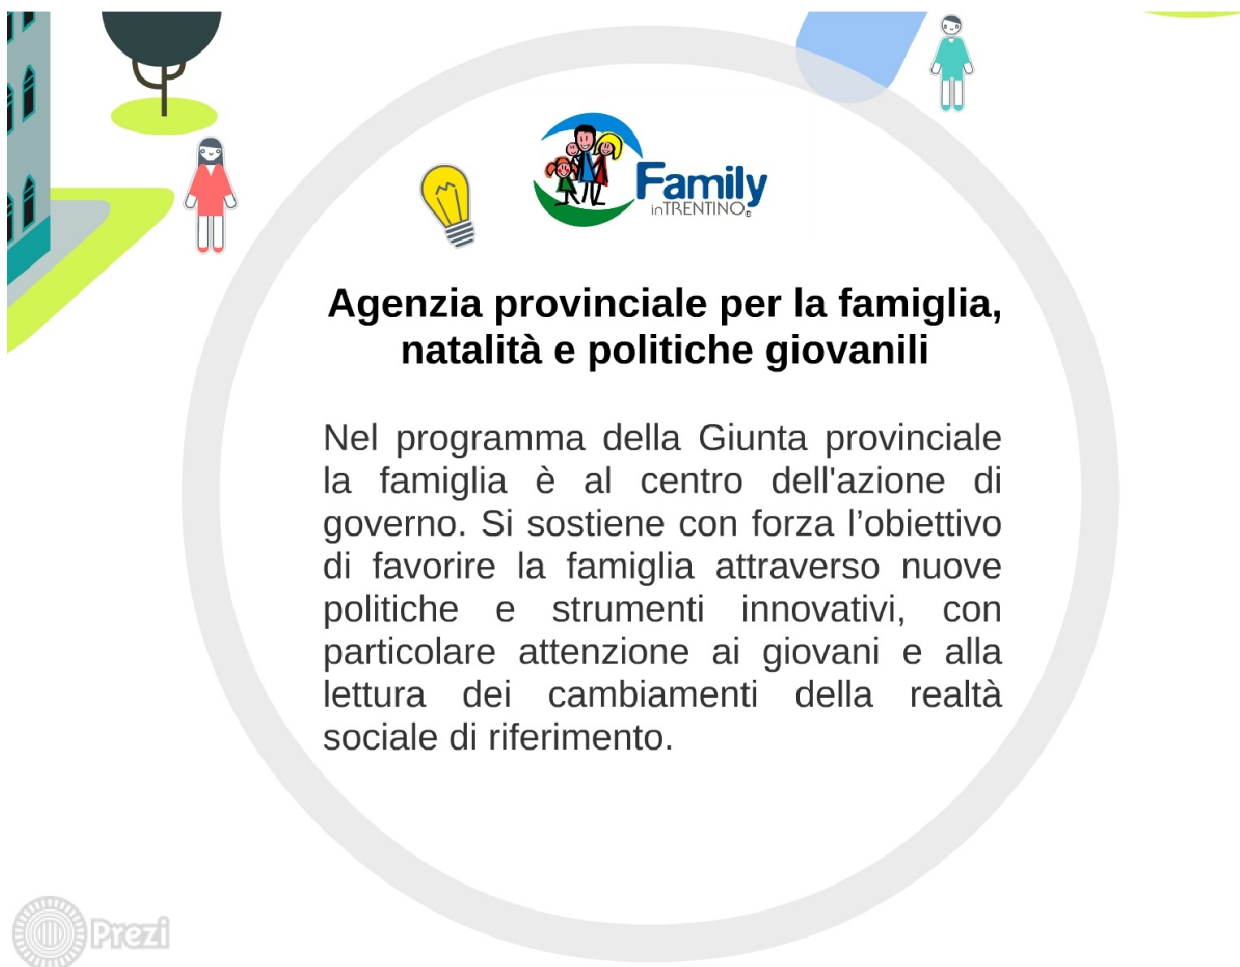 Family
inTRENTINO®
Agenzia provinciale per la famiglia,
natalità e politiche giovanili
Nel programma della Giunta provinciale
la famiglia è al centro dell'azione di
governo. Si sostiene con forza l’obiettivo
di favorire la famiglia attraverso nuove
politiche e strumenti innovativi, con
particolare attenzione ai giovani e alla
lettura dei cambiamenti della realtà
sociale di riferimento.
Prezi